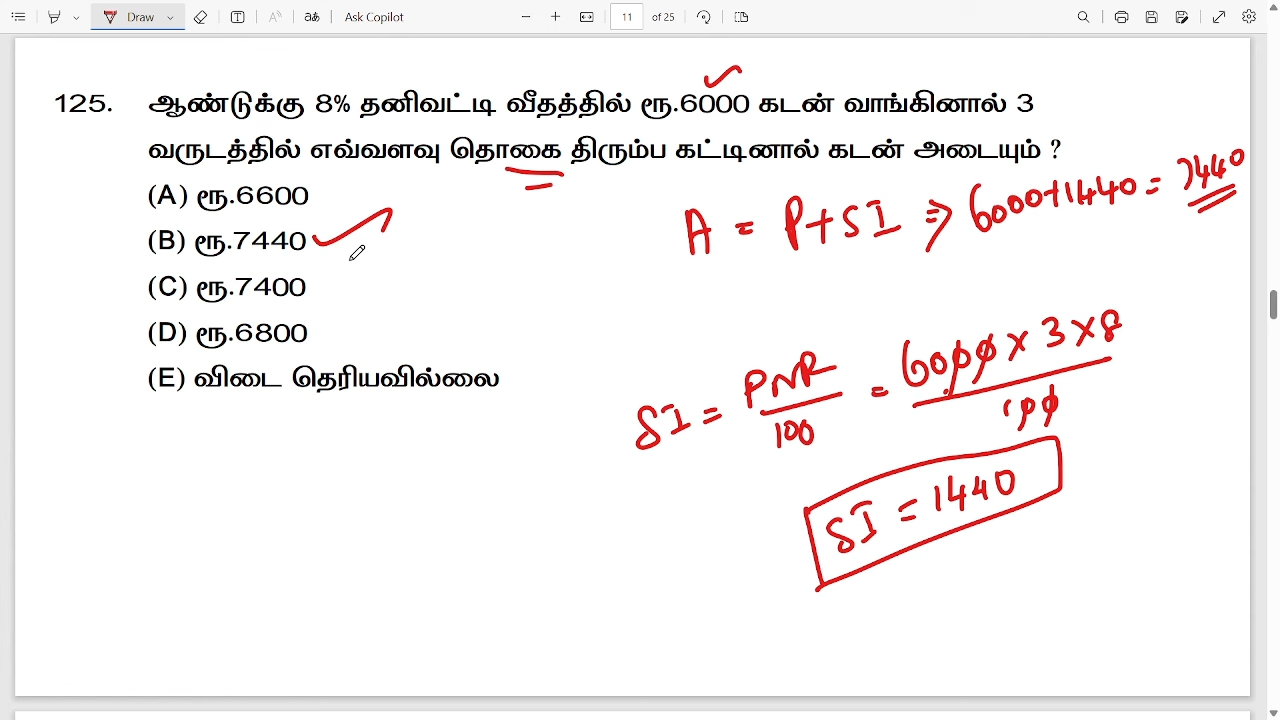 Draw
Ask Copilot
11 of 25
125. ஆண்டுக்கு 8% தனிவட்டி வீதத்தில் ரூ.6000 கடன் வாங்கினால் 3
வருடத்தில் எவ்வளவு தொகை திரும்ப கட்டினால் கடன் அடையும் ?
(A) ரூ.6600
(B) ரூ.7440
(C) ரூ.7400
(D) ரூ.6800
(E) விடை தெரியவில்லை
A = P+SI ⇒ 6000+1440 = 7440
SI = PNR/100 = 6000 x 3 x 8/100
SI = 1440